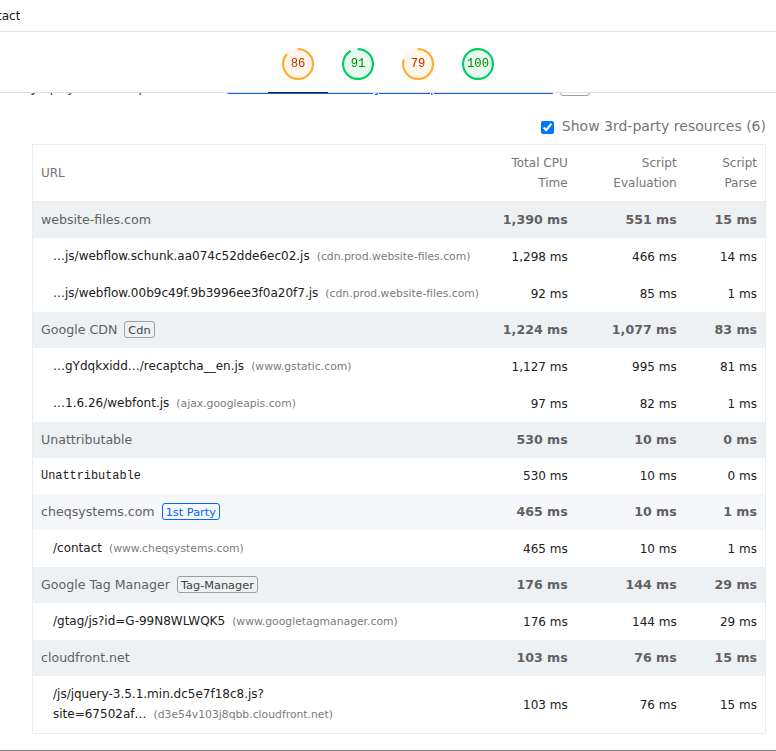 tact
86 91 79 100
Show 3rd-party resources (6)
URL Total CPU Time Script Evaluation Script Parse
website-files.com 1,390 ms 551 ms 15 ms
…js/webflow.schunk.aa074c52dde6ec02.js (cdn.prod.website-files.com) 1,298 ms 466 ms 14 ms
…js/webflow.00b9c49f.9b3996ee3f0a20f7.js (cdn.prod.website-files.com) 92 ms 85 ms 1 ms
Google CDN Cdn 1,224 ms 1,077 ms 83 ms
…gYdqkxidd…/recaptcha__en.js (www.gstatic.com) 1,127 ms 995 ms 81 ms
…1.6.26/webfont.js (ajax.googleapis.com) 97 ms 82 ms 1 ms
Unattributable 530 ms 10 ms 0 ms
Unattributable 530 ms 10 ms 0 ms
cheqsystems.com 1st Party 465 ms 10 ms 1 ms
/contact (www.cheqsystems.com) 465 ms 10 ms 1 ms
Google Tag Manager Tag-Manager 176 ms 144 ms 29 ms
/gtag/js?id=G-99N8WLWQK5 (www.googletagmanager.com) 176 ms 144 ms 29 ms
cloudfront.net 103 ms 76 ms 15 ms
/js/jquery-3.5.1.min.dc5e7f18c8.js?
site=67502af… (d3e54v103j8qbb.cloudfront.net) 103 ms 76 ms 15 ms